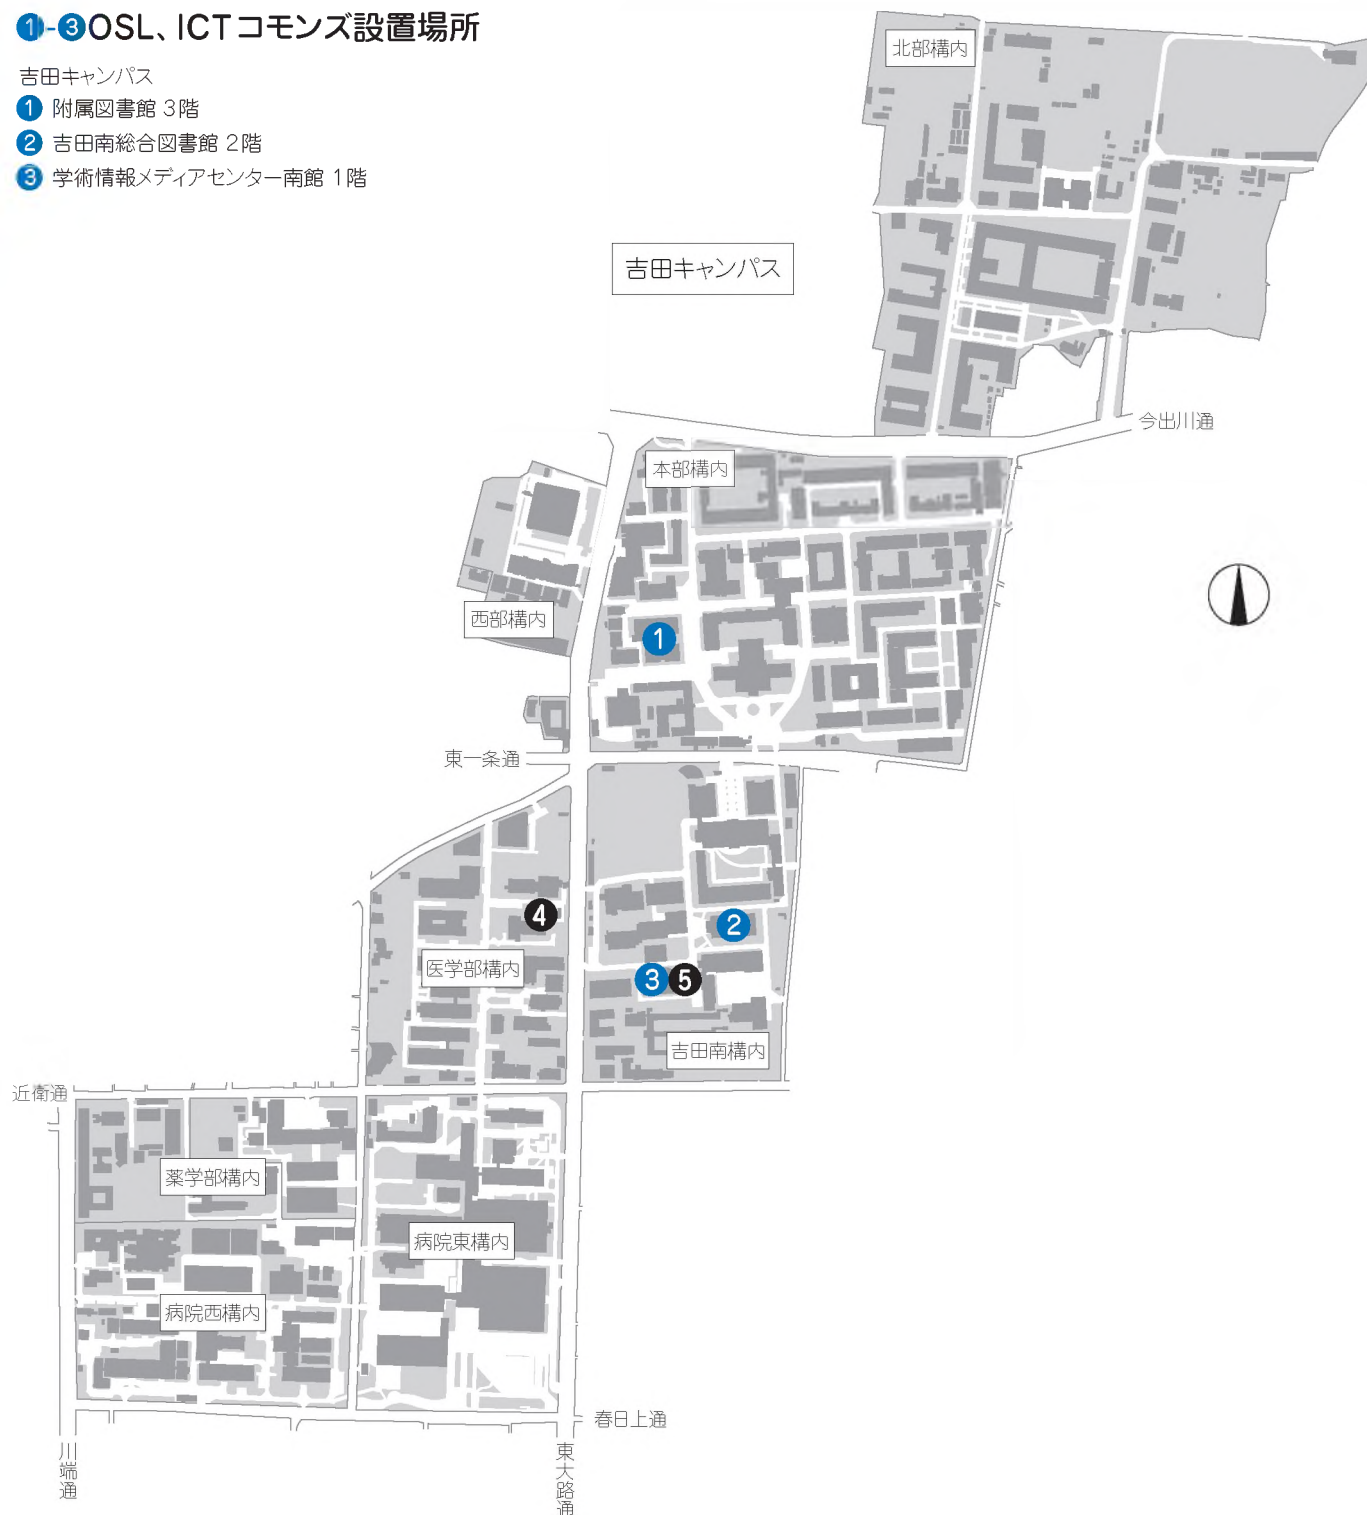 1-3OSL、ICTコモンズ設置場所
吉田キャンパス
1 附属図書館 3階
2 吉田南総合図書館 2階
3 学術情報メディアセンター南館 1階
北部構内
吉田キャンパス
今出川通
本部構内
西部構内
1
東一条通
4
2
医学部構内
3 5
吉田南構内
近衛通
薬学部構内
病院東構内
病院西構内
春日上通
川端通
東大路通